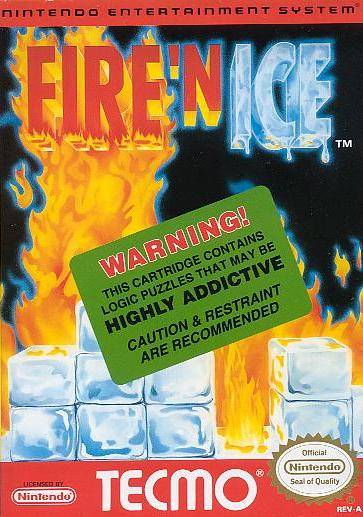 NINTENDO ENTERTAINMENT SYSTEM®
FIRE'N ICE
™
WARNING!
THIS CARTRIDGE CONTAINS
LOGIC PUZZLES THAT MAY BE
HIGHLY ADDICTIVE
CAUTION & RESTRAINT
ARE RECOMMENDED
LICENSED BY
Nintendo®
TECMO®
Official
Nintendo
Seal of Quality
REV-A